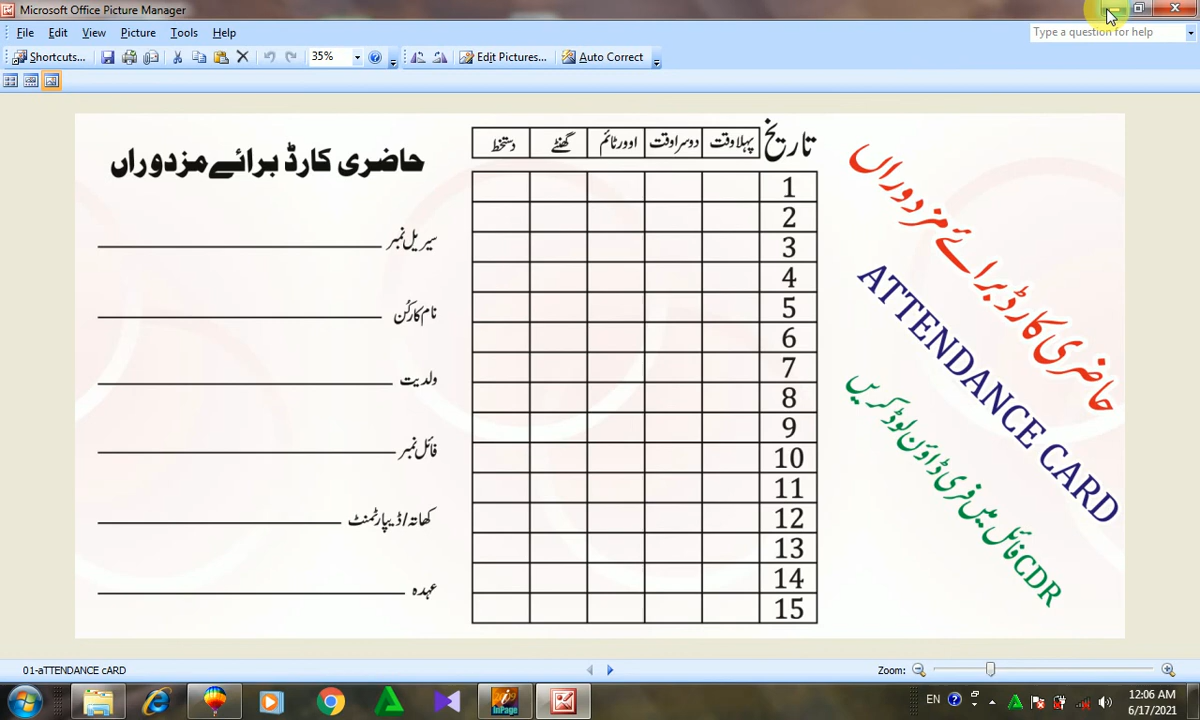 Microsoft Office Picture Manager
File Edit View Picture Tools Help
Type a question for help
Shortcuts... 35% Edit Pictures... Auto Correct
حاضری کارڈ برائے مزدوراں
سیریل نمبر
نام کارکُن
ولدیت
فائل نمبر
کھاتہ/ڈیپارٹمنٹ
عہدہ
تاریخ پہلا وقت دوسرا وقت اوور ٹائم گھنٹے دستخط
1
2
3
4
5
6
7
8
9
10
11
12
13
14
15
حاضری کارڈ برائے مزدوراں
ATTENDANCE CARD
CDR فائل میں فری ڈاؤن لوڈ کریں
01-aTTENDANCE cARD
Zoom:
InPage
EN
12:06 AM
6/17/2021